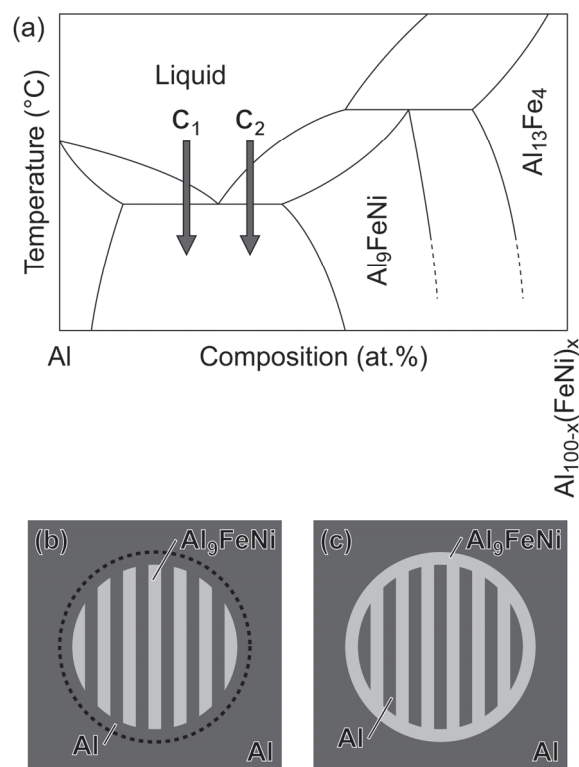 (a)
Temperature (°C)
Liquid
C₁ C₂
Al₉FeNi
Al₁₃Fe₄
Al
Composition (at.%)
Al₁₀₀₋ₓ(FeNi)ₓ
(b)
Al₉FeNi
Al
Al
(c)
Al₉FeNi
Al
Al